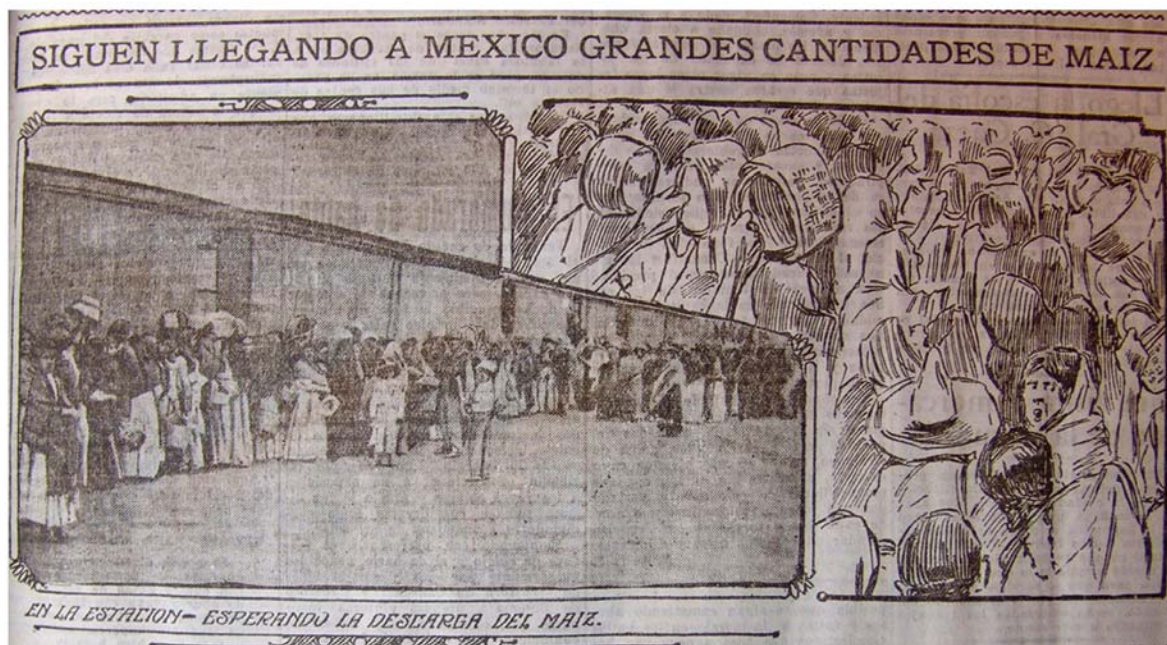 SIGUEN LLEGANDO A MEXICO GRANDES CANTIDADES DE MAIZ
EN LA ESTACION- ESPERANDO LA DESCARGA DEL MAIZ.